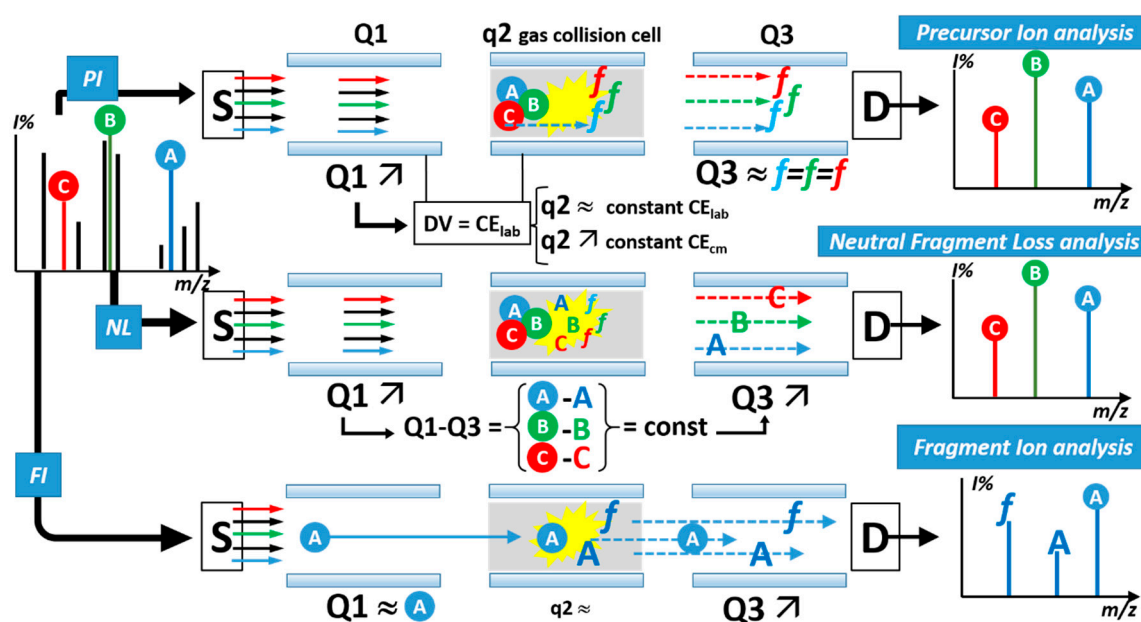 Q1
q2 gas collision cell
Q3
Precursor Ion analysis
PI
S
A
B
C
f
f
f
f
f
f
D
I%
C
B
A
m/z
I%
C
B
A
m/z
Q1 ↗
Q3 ≈ f=f=f
DV = CElab
q2 ≈ constant CElab
q2 ↗ constant CEcm
Neutral Fragment Loss analysis
NL
S
A
B
C
A
B
C
f
f
f
C
B
A
D
I%
C
B
A
m/z
Q1 ↗
Q3 ↗
Q1-Q3 = { A-A
B-B
C-C } = const
Fragment Ion analysis
FI
S
A
A
f
A
f
A
A
D
I%
f
A
A
m/z
Q1 ≈ A
q2 ≈
Q3 ↗